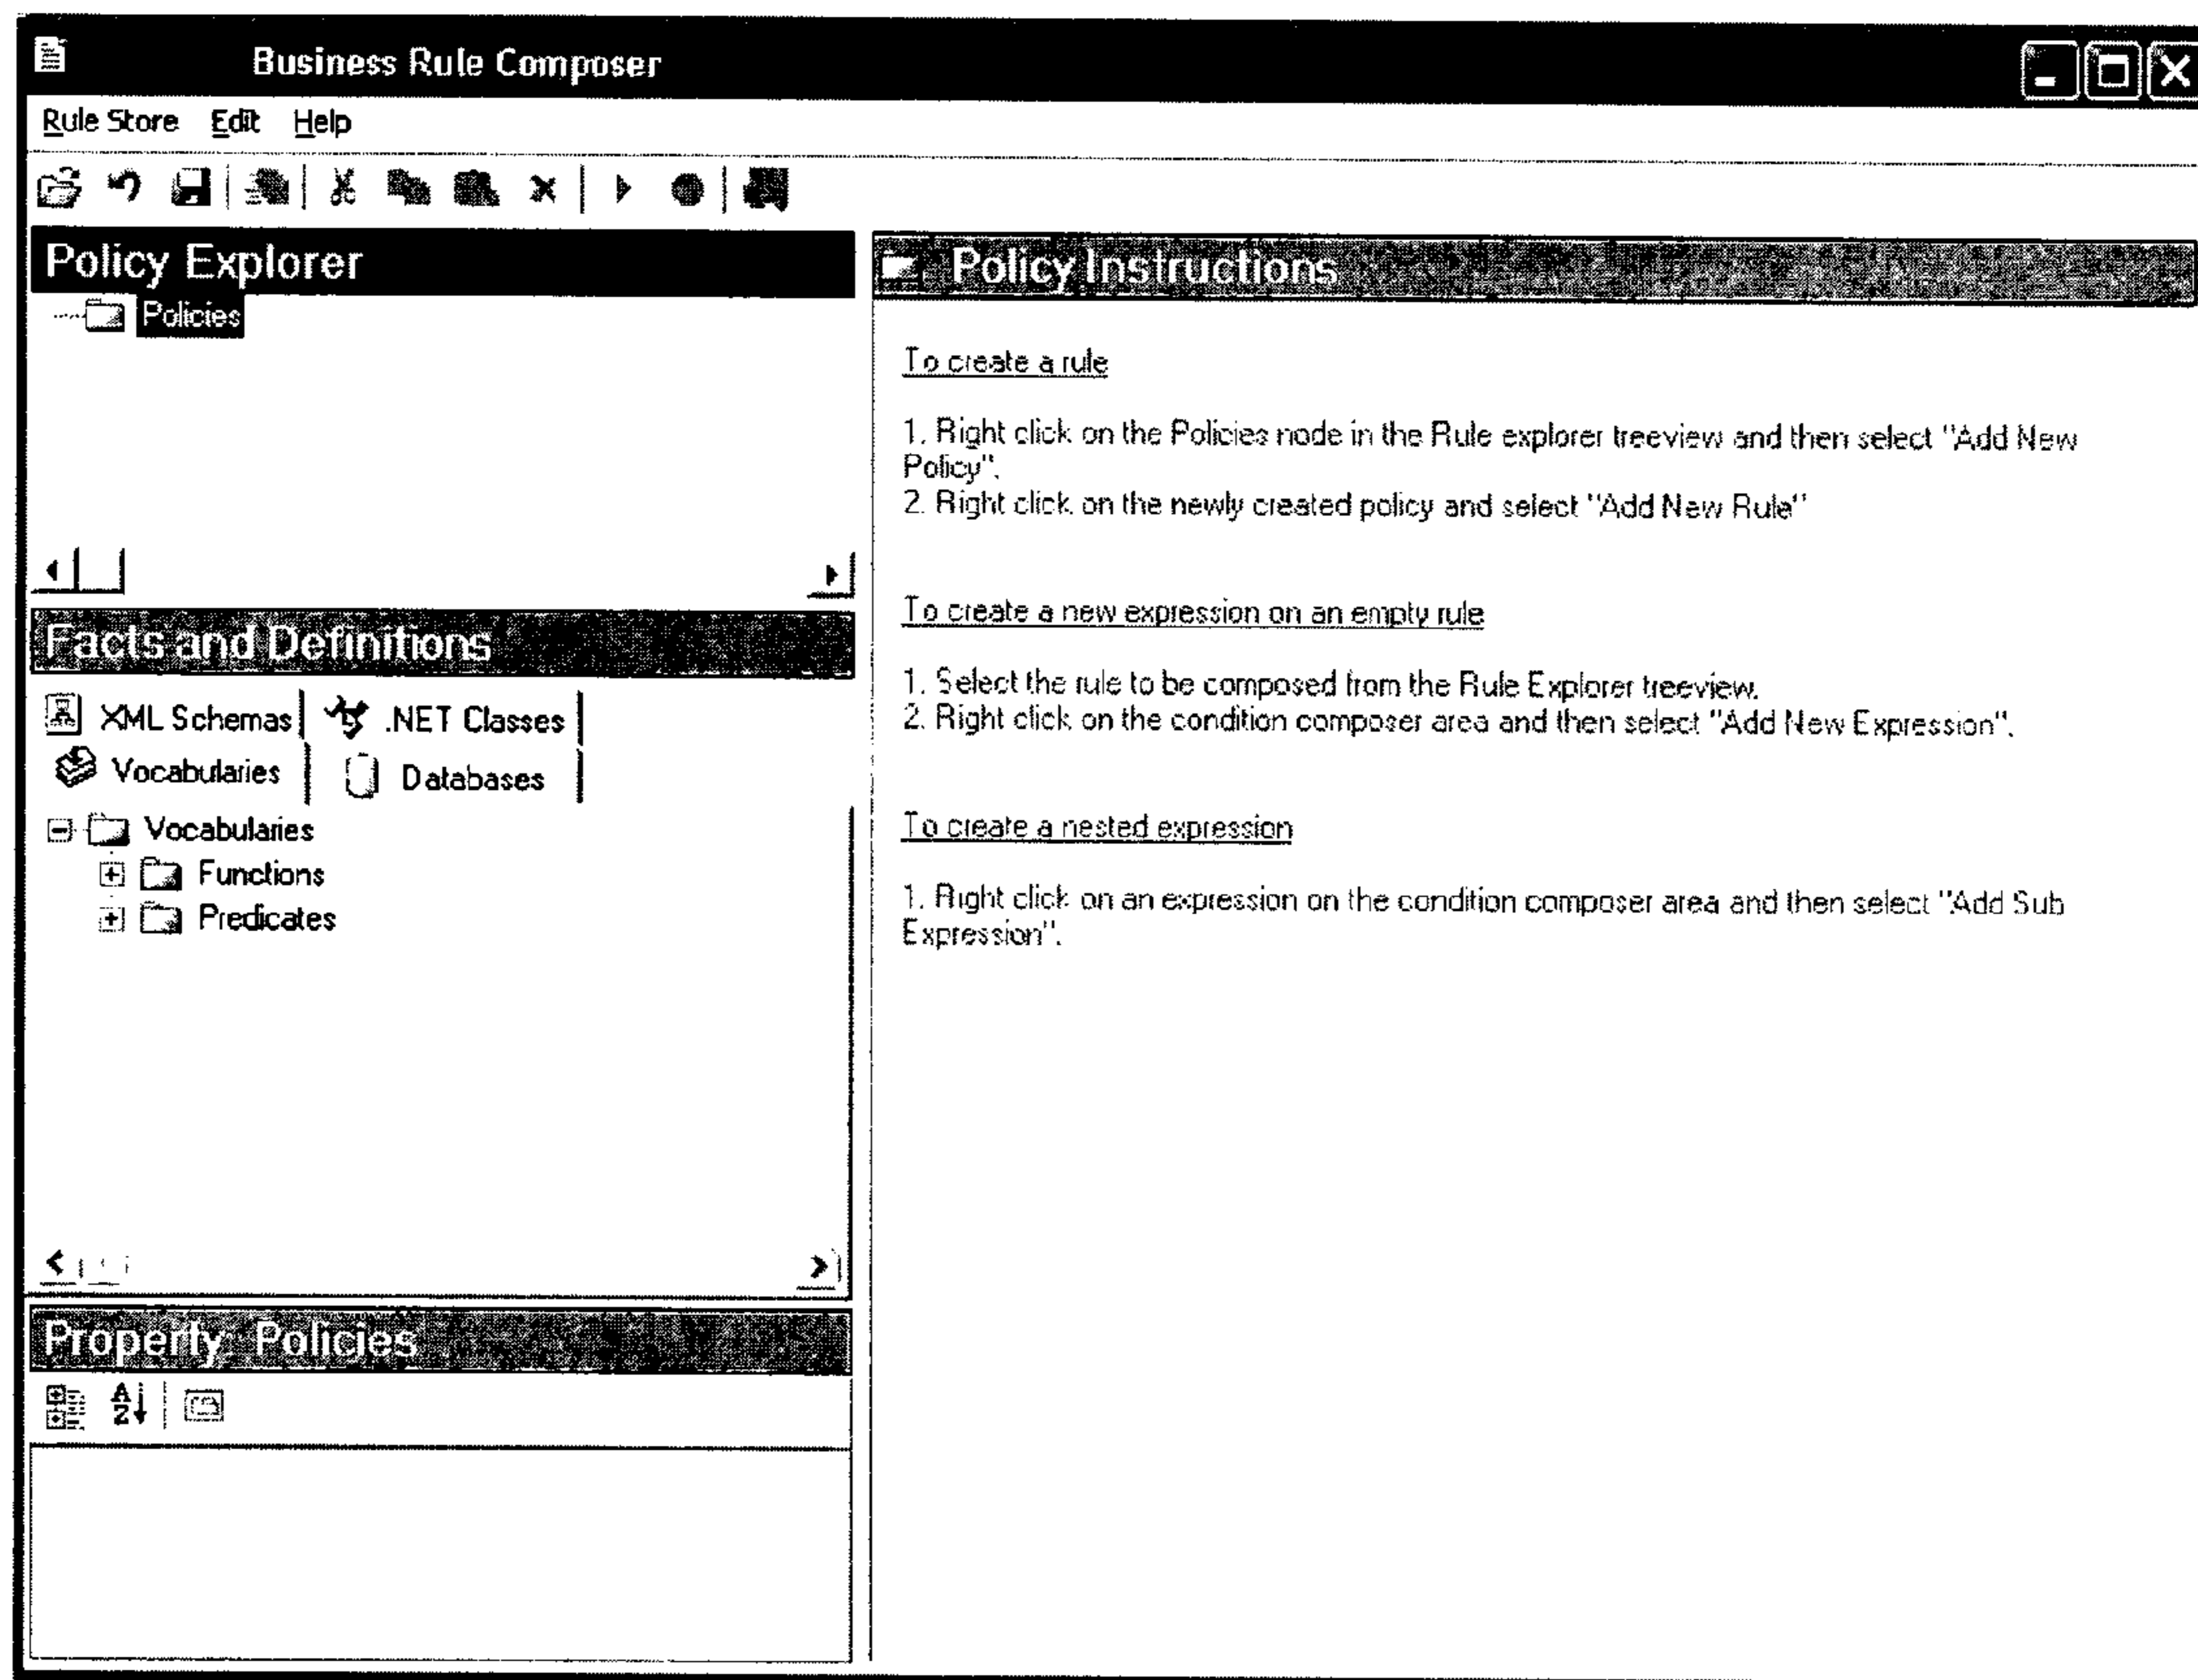 Business Rule Composer
Rule Store Edit Help
Policy Explorer
Policies
Facts and Definitions
XML Schemas .NET Classes
Vocabularies Databases
Vocabularies
Functions
Predicates
Property: Policies
Policy Instructions
To create a rule
1. Right click on the Policies node in the Rule explorer treeview and then select "Add New
Policy".
2. Right click on the newly created policy and select "Add New Rule"
To create a new expression on an empty rule
1. Select the rule to be composed from the Rule Explorer treeview.
2. Right click on the condition composer area and then select "Add New Expression".
To create a nested expression
1. Right click on an expression on the condition composer area and then select "Add Sub
Expression".